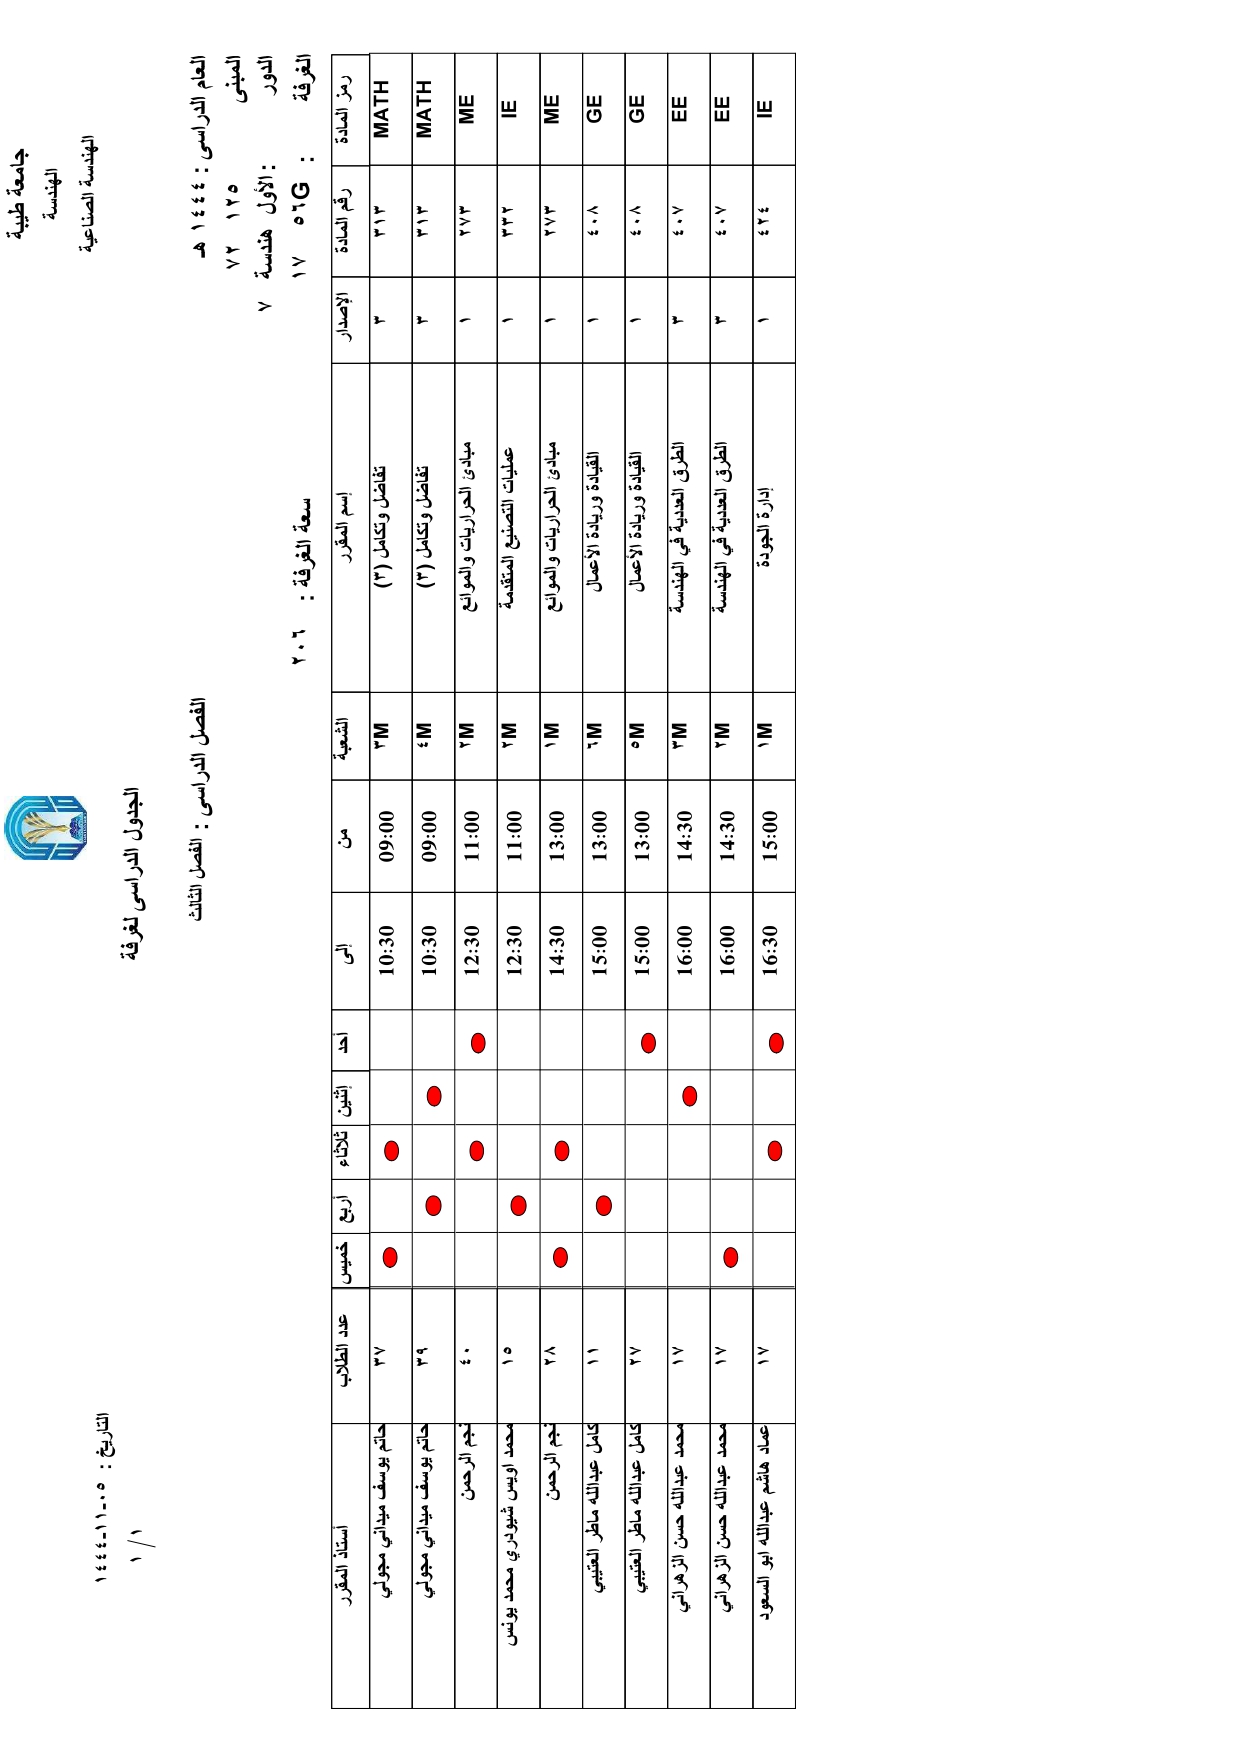 جامعة طيبة
الهندسة
الهندسة الصناعية
التاريخ : ٠٥-١١-١٤٤٤
١ / ١
الجدول الدراسى لغرفة
العام الدراسى : ١٤٤٤ هـ الفصل الدراسى : الفصل الثالث
المبنى ١٢٥ ٧٢
الدور : الأول هندسة ٧
الغرفة : ٥٦G ١٧ سعة الغرفة : ٢٠٦
رمز المادة رقم المادة الإصدار إسم المقرر الشعبة من إلى أحد إثنين ثلاثاء أربع خميس عدد الطلاب أستاذ المقرر
MATH ٣١٣ ٣ تفاضل وتكامل (٣) ٣M 09:00 10:30 ٣٧ حاتم يوسف ميداني مجولي
MATH ٣١٣ ٣ تفاضل وتكامل (٣) ٤M 09:00 10:30 ٣٩ حاتم يوسف ميداني مجولي
ME ٢٧٣ ١ مبادئ الحراريات والموائع ٢M 11:00 12:30 ٤٠ نجم الرحمن
IE ٣٣٢ ١ عمليات التصنيع المتقدمة ٢M 11:00 12:30 ١٥ محمد اويس شيودري محمد يونس
ME ٢٧٣ ١ مبادئ الحراريات والموائع ١M 13:00 14:30 ٢٨ نجم الرحمن
GE ٤٠٨ ١ القيادة وريادة الأعمال ٦M 13:00 15:00 ١١ كامل عبدالله ماطر العتيبي
GE ٤٠٨ ١ القيادة وريادة الأعمال ٥M 13:00 15:00 ٢٧ كامل عبدالله ماطر العتيبي
EE ٤٠٧ ٣ الطرق العددية في الهندسة ٣M 14:30 16:00 ١٧ محمد عبدالله حسن الزهراني
EE ٤٠٧ ٣ الطرق العددية في الهندسة ٢M 14:30 16:00 ١٧ محمد عبدالله حسن الزهراني
IE ٤٢٤ ١ إدارة الجودة ١M 15:00 16:30 ١٧ عماد هاشم عبدالله ابو السعود